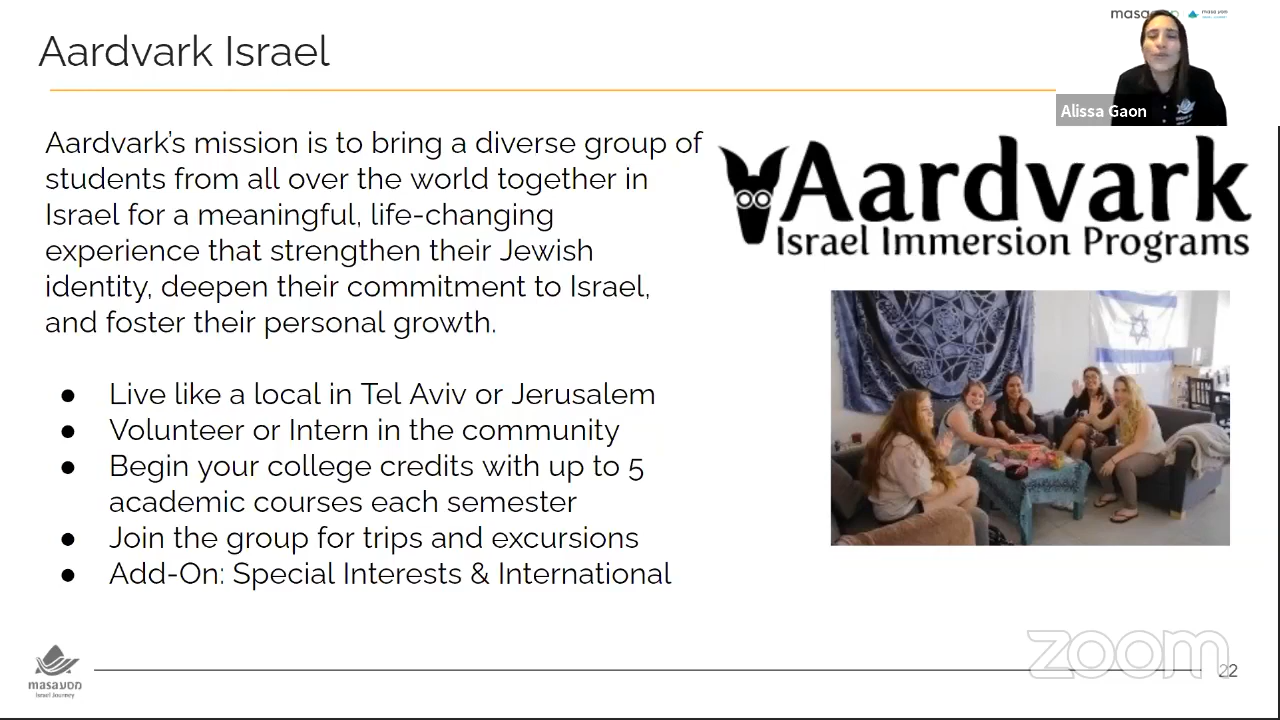 Aardvark Israel
Alissa Gaon
Aardvark
Israel Immersion Programs
Aardvark's mission is to bring a diverse group of
students from all over the world together in
Israel for a meaningful, life-changing
experience that strengthen their Jewish
identity, deepen their commitment to Israel,
and foster their personal growth.
● Live like a local in Tel Aviv or Jerusalem
● Volunteer or Intern in the community
● Begin your college credits with up to 5
academic courses each semester
● Join the group for trips and excursions
● Add-On: Special Interests & International
masa מסע
Israel Journey
zoom
22